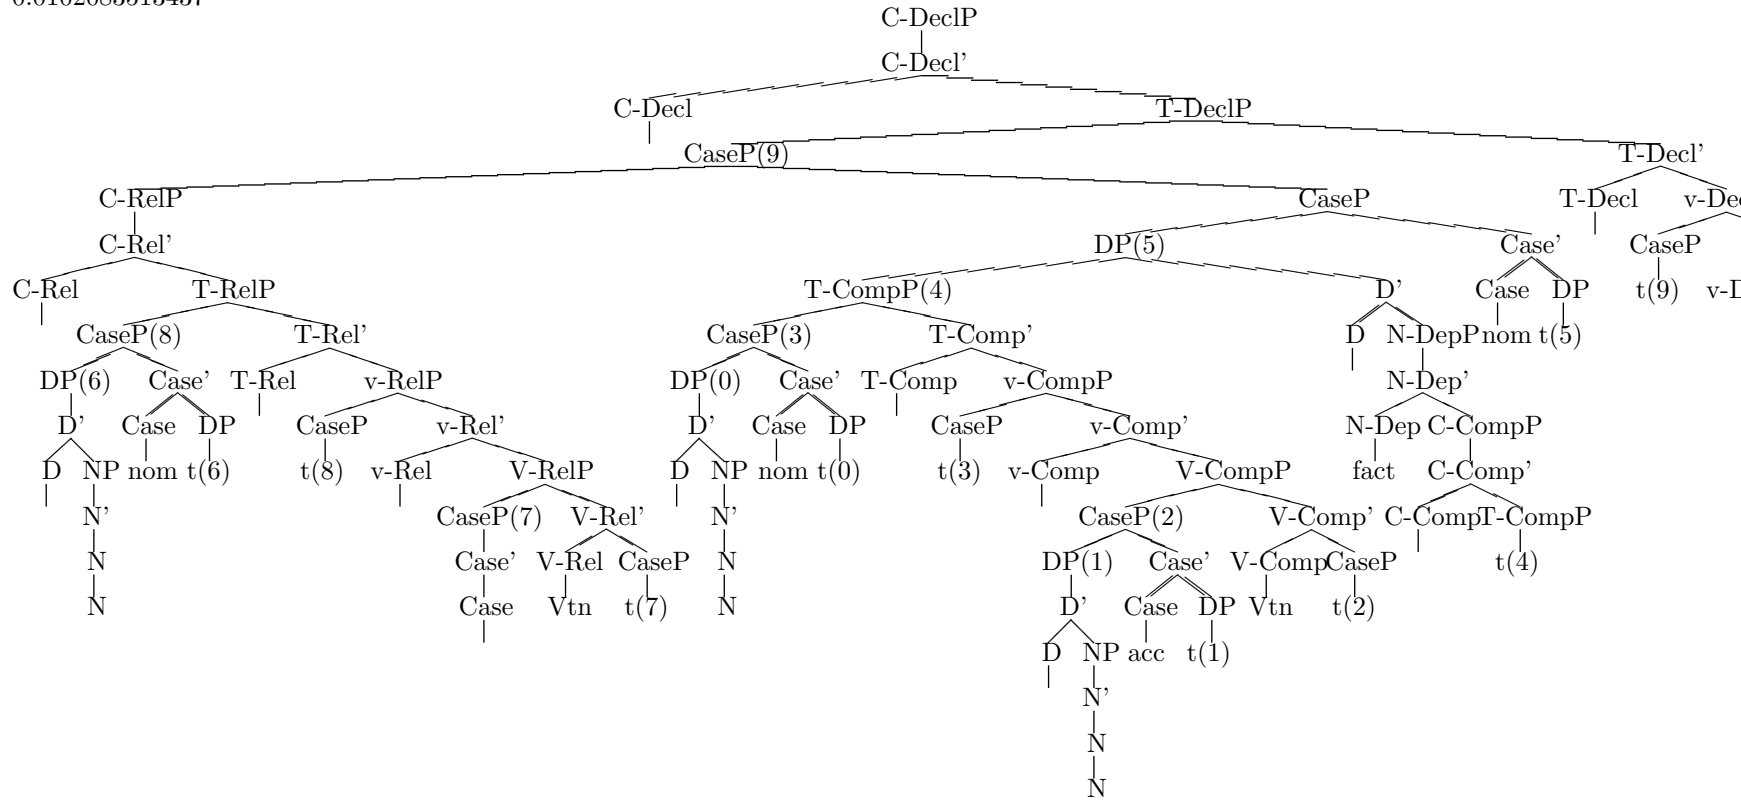 C-DeclP
C-Decl’
C-Decl T-DeclP
CaseP(9) T-Decl’
C-RelP CaseP T-Decl
C-Rel’ DP(5) Case’ CaseP
C-Rel T-RelP T-CompP(4) D’ Case DP t(9)
CaseP(8) T-Rel’ CaseP(3) T-Comp’ D N-DepP nom t(5)
DP(6) Case’ T-Rel v-RelP DP(0) Case’ T-Comp v-CompP N-Dep’
D’ Case DP CaseP v-Rel’ D’ Case DP CaseP v-Comp’ N-Dep C-CompP
D NP nom t(6) t(8) v-Rel V-RelP D NP nom t(0) t(3) v-Comp V-CompP fact C-Comp’
N’ CaseP(7) V-Rel’ N’ CaseP(2) V-Comp’ C-Comp T-CompP
N Case’ V-Rel CaseP N DP(1) Case’ V-Comp CaseP t(4)
N Case Vtn t(7) N D’ Case DP Vtn t(2)
D NP acc t(1)
N’
N
N